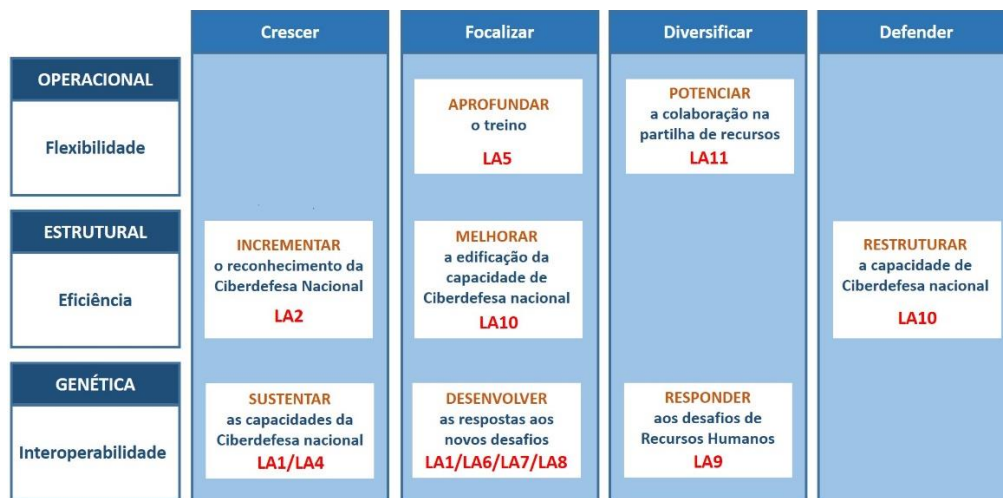 Crescer
Focalizar
Diversificar
Defender
OPERACIONAL
Flexibilidade
APROFUNDAR
o treino
LA5
POTENCIAR
a colaboração na
partilha de recursos
LA11
ESTRUTURAL
Eficiência
INCREMENTAR
o reconhecimento da
Ciberdefesa Nacional
LA2
MELHORAR
a edificação da
capacidade de
Ciberdefesa nacional
LA10
RESTRUTURAR
a capacidade de
Ciberdefesa nacional
LA10
GENÉTICA
Interoperabilidade
SUSTENTAR
as capacidades da
Ciberdefesa nacional
LA1/LA4
DESENVOLVER
as respostas aos
novos desafios
LA1/LA6/LA7/LA8
RESPONDER
aos desafios de
Recursos Humanos
LA9